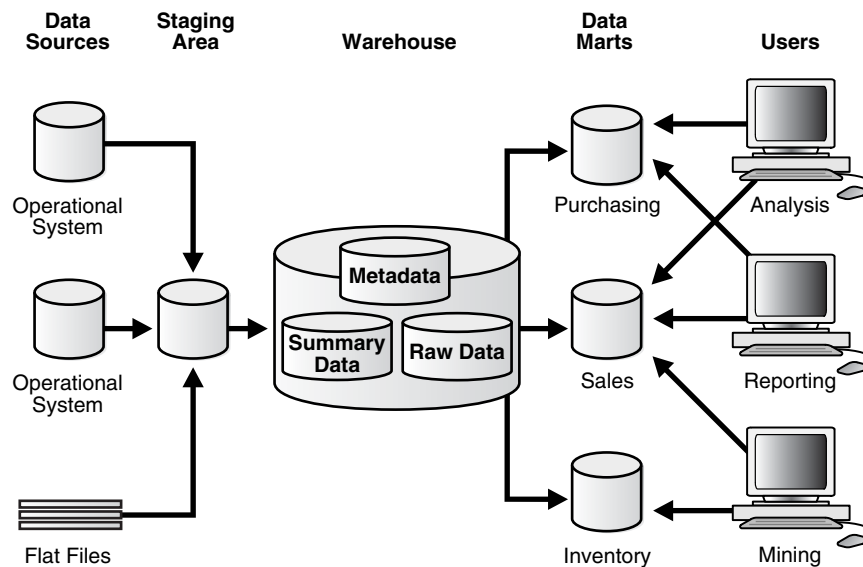 Data
Sources
Staging
Area
Warehouse
Data
Marts
Users
Operational
System
Purchasing
Analysis
Metadata
Summary
Data
Raw Data
Operational
System
Sales
Reporting
Flat Files
Inventory
Mining